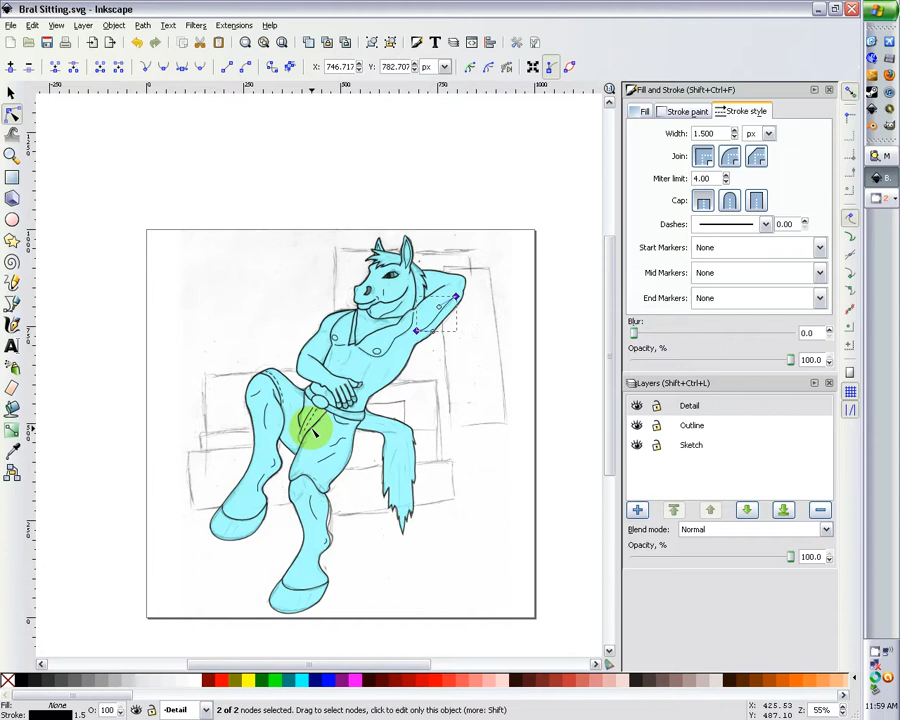 Bral Sitting.svg - Inkscape
File Edit View Layer Object Path Text Filters Extensions Help
X: 746.717 Y: 782.707 px
Fill and Stroke (Shift+Ctrl+F)
Fill Stroke paint Stroke style
Width: 1.500 px
Join:
Miter limit: 4.00
Cap:
Dashes: 0.00
Start Markers: None
Mid Markers: None
End Markers: None
Blur:
0.0
Opacity, %
100.0
Layers (Shift+Ctrl+L)
Detail
Outline
Sketch
Blend mode: Normal
Opacity, %
100.0
Fill: None
Stroke: 1.5
O: 100
·Detail
2 of 2 nodes selected. Drag to select nodes, click to edit only this object (more: Shift)
X: 425.53
Y: 487.10
Z: 55%
M
B.
2
11:59 AM